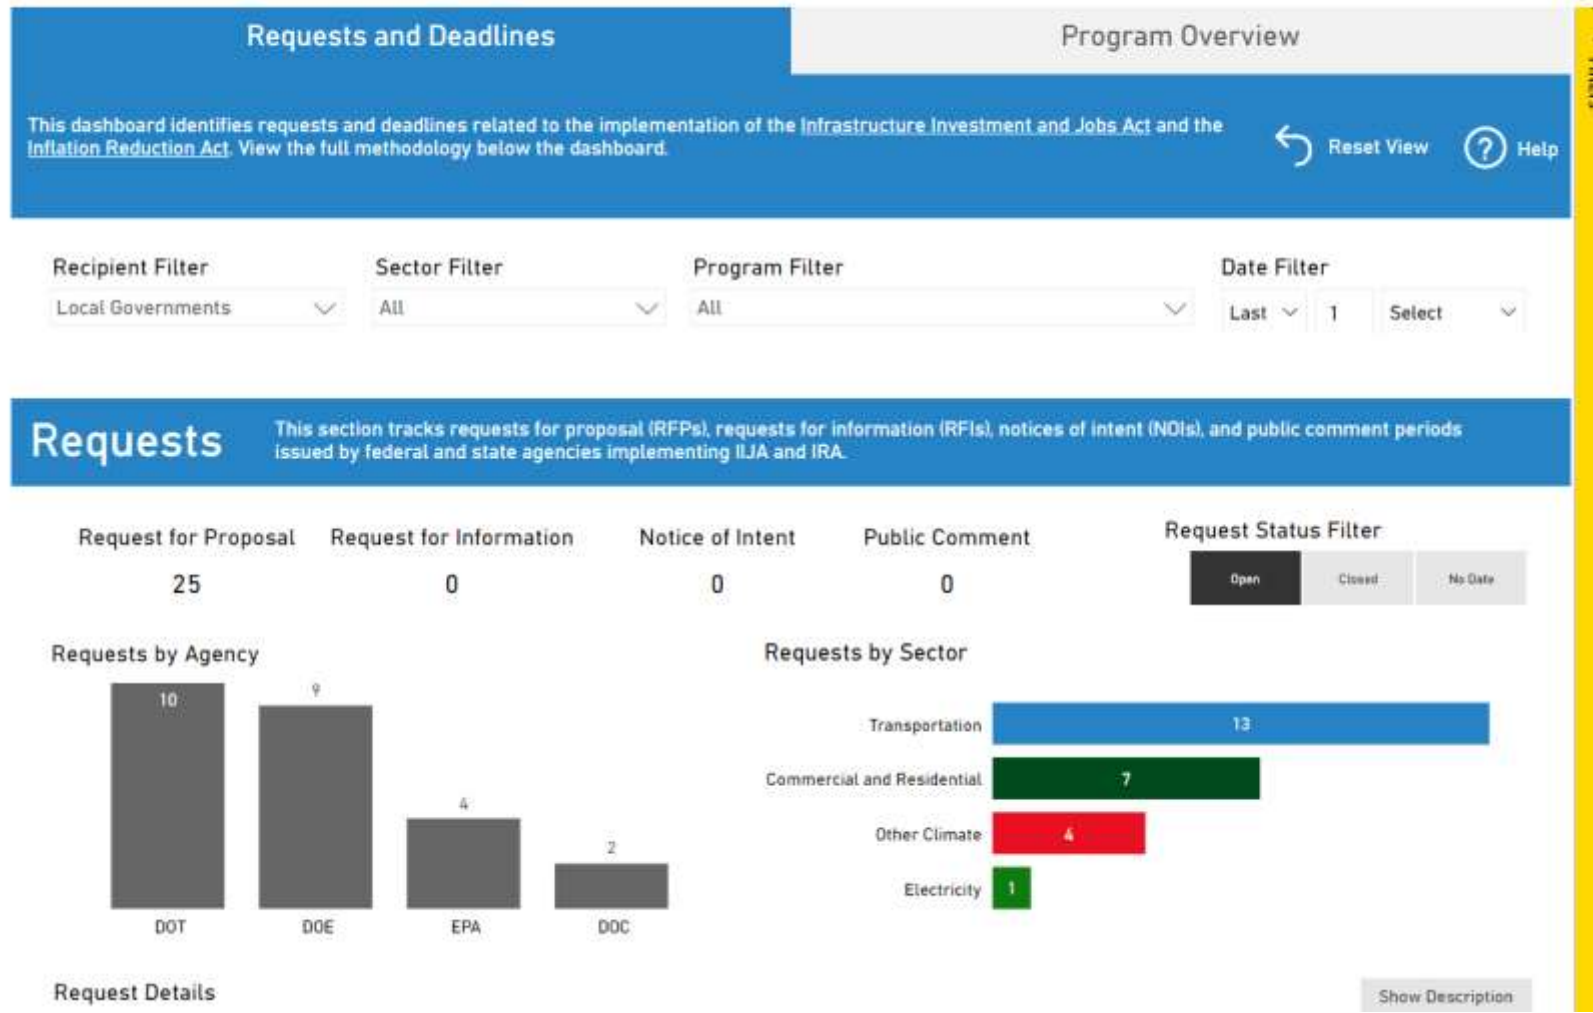 Requests and Deadlines
Program Overview
This dashboard identifies requests and deadlines related to the implementation of the Infrastructure Investment and Jobs Act and the
Inflation Reduction Act. View the full methodology below the dashboard.
Reset View
? Help
Recipient Filter
Sector Filter
Program Filter
Date Filter
Local Governments
All
All
Last
1
Select
Requests
This section tracks requests for proposal (RFPs), requests for information (RFIs), notices of intent (NOIs), and public comment periods
issued by federal and state agencies implementing IIJA and IRA.
Request for Proposal
Request for Information
Notice of Intent
Public Comment
25
0
0
0
Request Status Filter
Open
Closed
No Date
Requests by Agency
10
9
4
2
DOT
DOE
EPA
DOC
Requests by Sector
Transportation 13
Commercial and Residential 7
Other Climate 4
Electricity 1
Request Details
Show Description